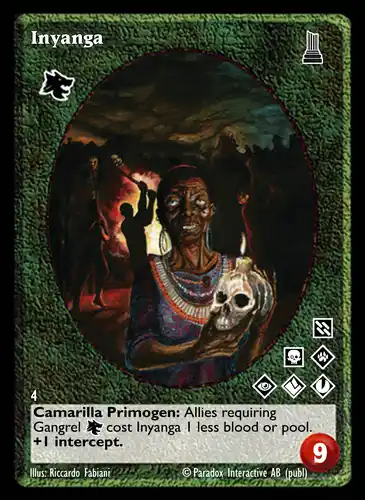 Inyanga
4
Camarilla Primogen: Allies requiring
Gangrel cost Inyanga 1 less blood or pool.
+1 intercept.
9
Illus: Riccardo Fabiani © Paradox Interactive AB (publ)